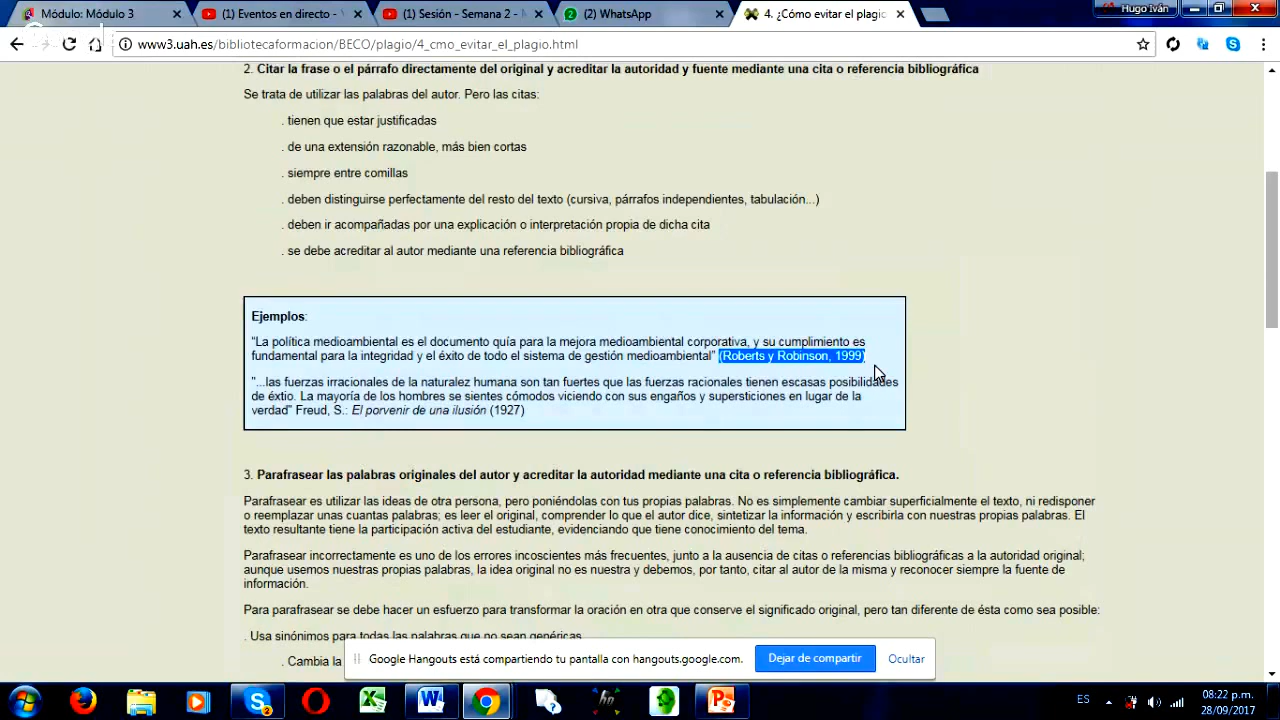 Módulo: Módulo 3
(1) Eventos en directo -
(1) Sesión - Semana 2 -
(2) WhatsApp
4. ¿Cómo evitar el plagio
Hugo Iván
www3.uah.es/bibliotecaformacion/BECO/plagio/4_cmo_evitar_el_plagio.html
2. Citar la frase o el párrafo directamente del original y acreditar la autoridad y fuente mediante una cita o referencia bibliográfica
Se trata de utilizar las palabras del autor. Pero las citas:
. tienen que estar justificadas
. de una extensión razonable, más bien cortas
. siempre entre comillas
. deben distinguirse perfectamente del resto del texto (cursiva, párrafos independientes, tabulación...)
. deben ir acompañadas por una explicación o interpretación propia de dicha cita
. se debe acreditar al autor mediante una referencia bibliográfica
Ejemplos:
"La política medioambiental es el documento quía para la mejora medioambiental corporativa, y su cumplimiento es
fundamental para la integridad y el éxito de todo el sistema de gestión medioambiental" (Roberts y Robinson, 1999)
"...las fuerzas irracionales de la naturalez humana son tan fuertes que las fuerzas racionales tienen escasas posibilidades
de éxtio. La mayoría de los hombres se sientes cómodos viciendo con sus engaños y supersticiones en lugar de la
verdad" Freud, S.: El porvenir de una ilusión (1927)
3. Parafrasear las palabras originales del autor y acreditar la autoridad mediante una cita o referencia bibliográfica.
Parafrasear es utilizar las ideas de otra persona, pero poniéndolas con tus propias palabras. No es simplemente cambiar superficialmente el texto, ni redisponer
o reemplazar unas cuantas palabras; es leer el original, comprender lo que el autor dice, sintetizar la información y escribirla con nuestras propias palabras. El
texto resultante tiene la participación activa del estudiante, evidenciando que tiene conocimiento del tema.
Parafrasear incorrectamente es uno de los errores incoscientes más frecuentes, junto a la ausencia de citas o referencias bibliográficas a la autoridad original;
aunque usemos nuestras propias palabras, la idea original no es nuestra y debemos, por tanto, citar al autor de la misma y reconocer siempre la fuente de
información.
Para parafrasear se debe hacer un esfuerzo para transformar la oración en otra que conserve el significado original, pero tan diferente de ésta como sea posible:
. Usa sinónimos para todas las palabras que no sean genéricas
. Cambia la
Google Hangouts está compartiendo tu pantalla con hangouts.google.com.
Dejar de compartir
Ocultar
ES
08:22 p.m.
28/09/2017